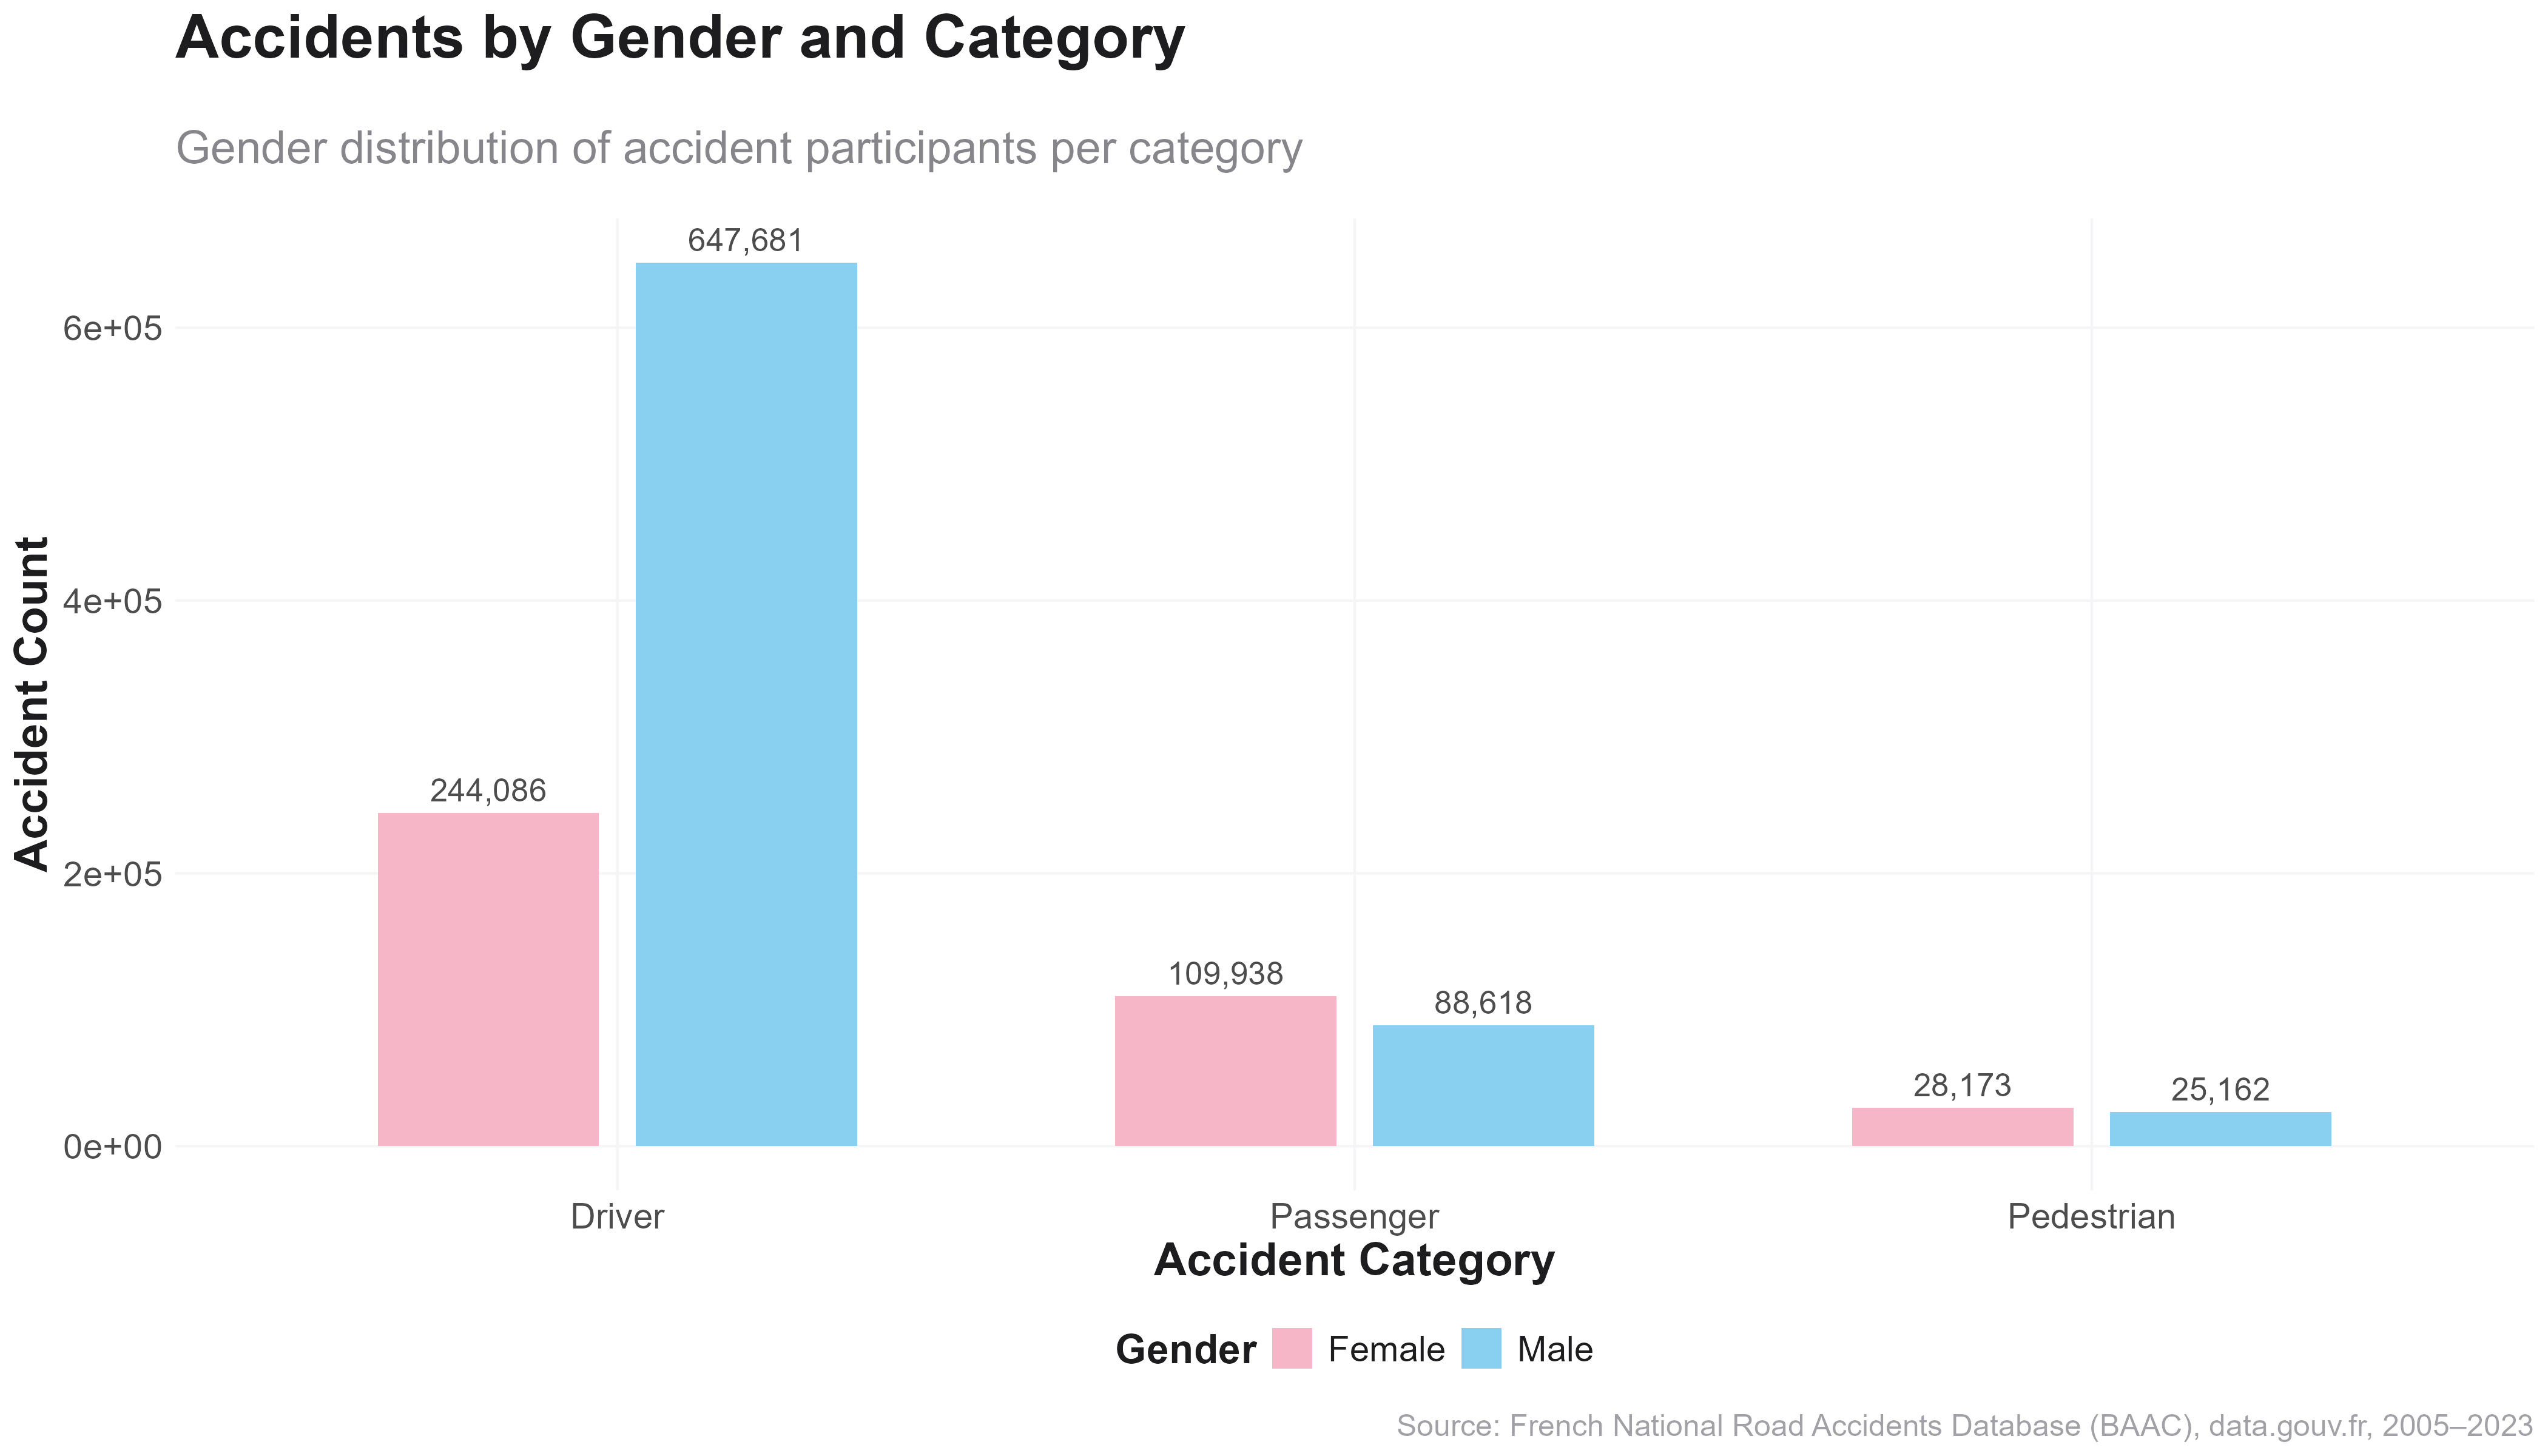 Accidents by Gender and Category
Gender distribution of accident participants per category
Accident Count
6e+05
4e+05
2e+05
0e+00
647,681
244,086
109,938
88,618
28,173
25,162
Driver
Passenger
Pedestrian
Accident Category
Gender
Female
Male
Source: French National Road Accidents Database (BAAC), data.gouv.fr, 2005–2023